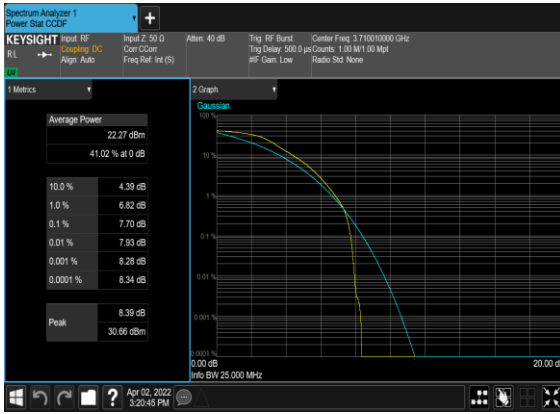 Spectrum Analyzer 1
Power Stat CCDF
+
KEYSIGHT
RL
LXI
Input: RF
Coupling: DC
Align: Auto
Input Z: 50 Ω
Corr CCorr
Freq Ref: Int (S)
Atten: 40 dB
Trig: RF Burst
Trig Delay: 500.0 µs
#IF Gain: Low
Center Freq: 3.710010000 GHz
Counts: 1.00 M/1.00 Mpt
Radio Std: None
1 Metrics
Average Power
22.27 dBm
41.02 % at 0 dB
10.0 % 4.39 dB
1.0 % 6.82 dB
0.1 % 7.70 dB
0.01 % 7.93 dB
0.001 % 8.28 dB
0.0001 % 8.34 dB
Peak
8.39 dB
30.66 dBm
2 Graph
Gaussian
100 %
10 %
1 %
0.1 %
0.01 %
0.001 %
0.0001 %
0.00 dB
20.00 d
Info BW 25.000 MHz
?
Apr 02, 2022
3:20:45 PM